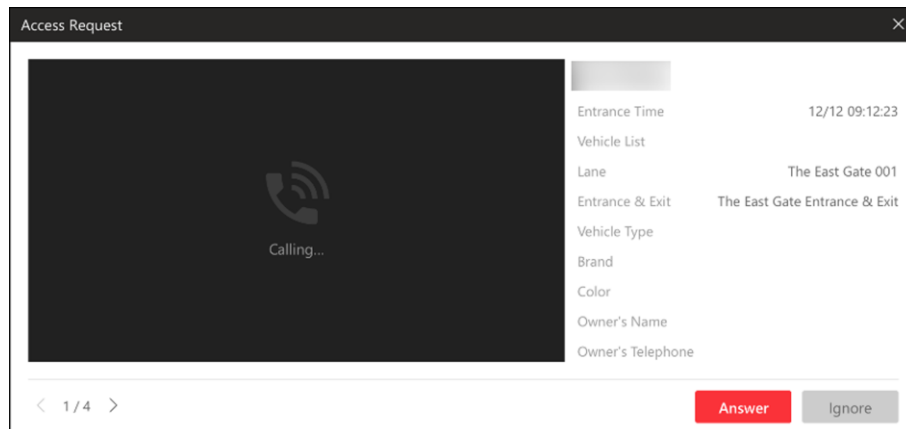 Access Request
Calling...
Entrance Time 12/12 09:12:23
Vehicle List
Lane The East Gate 001
Entrance & Exit The East Gate Entrance & Exit
Vehicle Type
Brand
Color
Owner's Name
Owner's Telephone
1 / 4
Answer Ignore